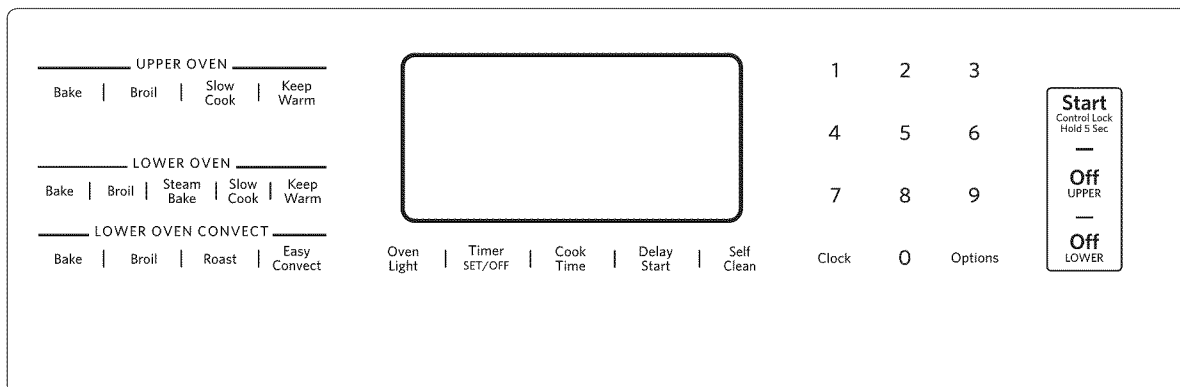 UPPER OVEN
Bake | Broil | Slow Cook | Keep Warm
LOWER OVEN
Bake | Broil | Steam Bake | Slow Cook | Keep Warm
LOWER OVEN CONVECT
Bake | Broil | Roast | Easy Convect
Oven Light | Timer SET/OFF | Cook Time | Delay Start | Self Clean
1 2 3
4 5 6
7 8 9
Clock 0 Options
Start
Control Lock
Hold 5 Sec
Off
UPPER
Off
LOWER